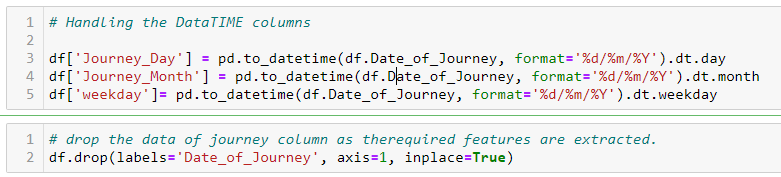 1 # Handling the DataTIME columns
2
3 df['Journey_Day'] = pd.to_datetime(df.Date_of_Journey, format='%d/%m/%Y').dt.day
4 df['Journey_Month'] = pd.to_datetime(df.Date_of_Journey, format='%d/%m/%Y').dt.month
5 df['weekday']= pd.to_datetime(df.Date_of_Journey, format='%d/%m/%Y').dt.weekday
1 # drop the data of journey column as therequired features are extracted.
2 df.drop(labels='Date_of_Journey', axis=1, inplace=True)